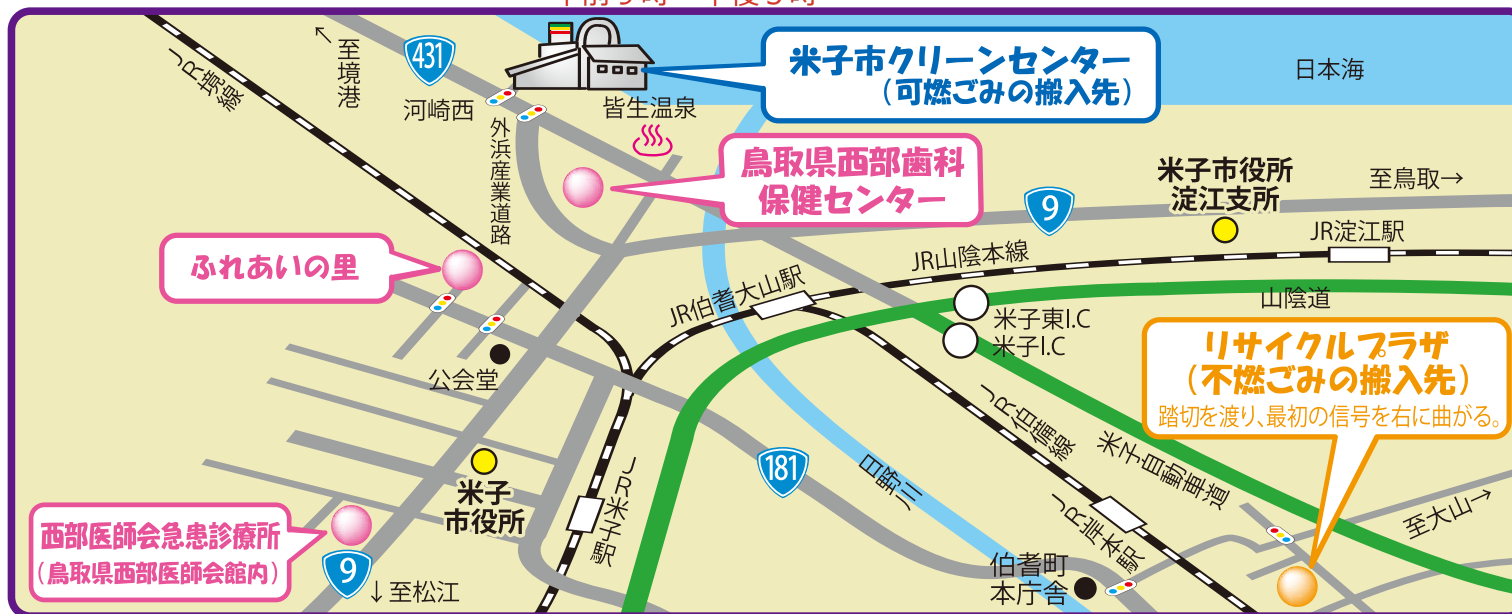 ↑至境港
JR境線
431
河崎西
外浜産業道路
皆生温泉
米子市クリーンセンター
(可燃ごみの搬入先)
日本海
鳥取県西部歯科
保健センター
9
米子市役所
淀江支所
至鳥取→
JR淀江駅
JR山陰本線
ふれあいの里
JR伯耆大山駅
山陰道
米子東I.C
米子I.C
リサイクルプラザ
(不燃ごみの搬入先)
踏切を渡り、最初の信号を右に曲がる。
公会堂
JR伯備線
米子自動車道
181
日野川
米子
市役所
JR米子駅
JR岸本駅
至大山→
西部医師会急患診療所
(鳥取県西部医師会館内)
9
↓至松江
伯耆町
本庁舎